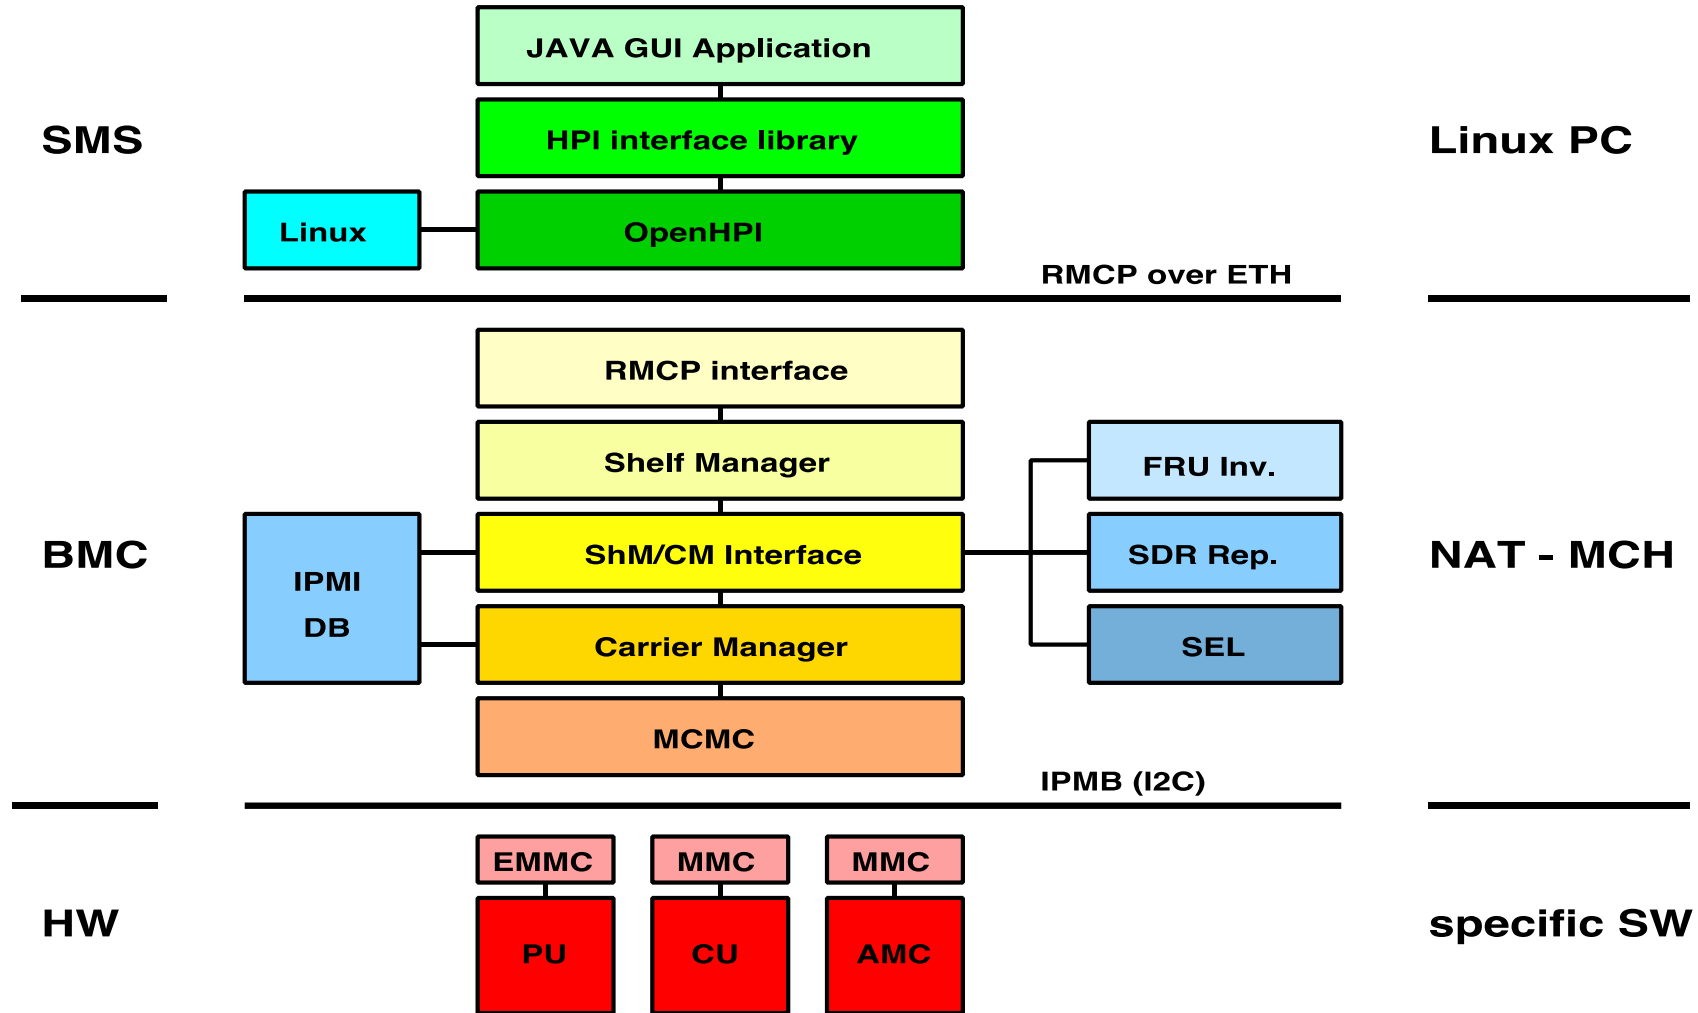 JAVA GUI Application
SMS
HPI interface library
Linux PC
Linux
OpenHPI
RMCP over ETH
RMCP interface
Shelf Manager
FRU Inv.
BMC
IPMI
DB
ShM/CM Interface
SDR Rep.
NAT - MCH
Carrier Manager
SEL
MCMC
IPMB (I2C)
EMMC
MMC
MMC
HW
PU
CU
AMC
specific SW